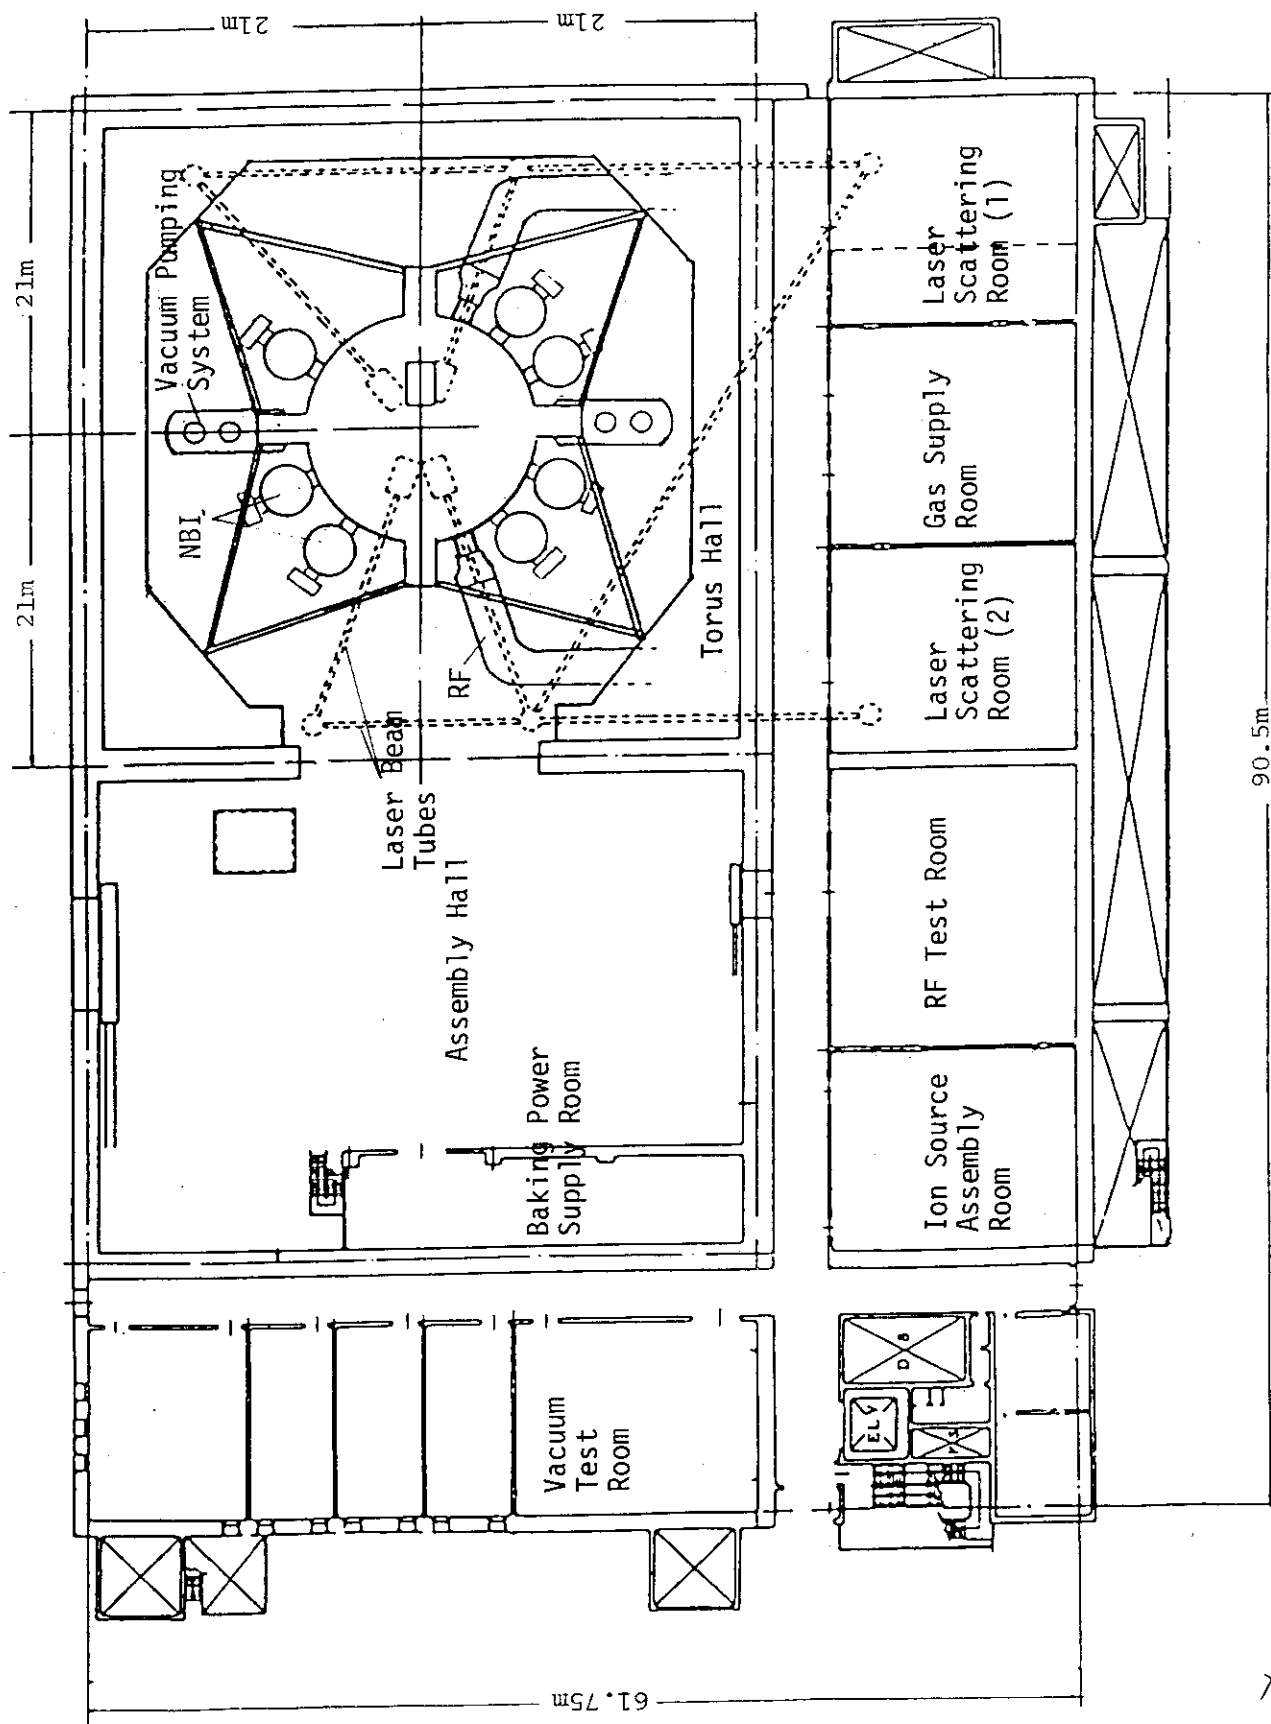 21m
21m
21m
21m
Vacuum Pumping
System
NBI
RF
Torus Hall
Laser Beam
Tubes
Assembly Hall
Baking Power
Supply Room
Vacuum
Test
Room
Laser
Scattering
Room (1)
Gas Supply
Room
Laser
Scattering
Room (2)
RF Test Room
Ion Source
Assembly
Room
ELV
90.5m
61.75m